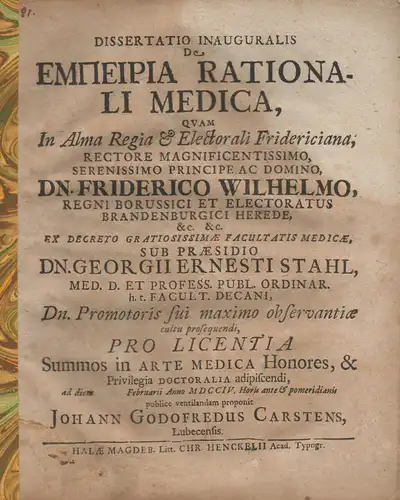 21.
DISSERTATIO INAUGURALIS
De
ΕΜΠΕΙΡΙΑ RATIONA-
LI MEDICA,
QVAM
In Alma Regia & Electorali Fridericiana,
RECTORE MAGNIFICENTISSIMO,
SERENISSIMO PRINCIPE AC DOMINO,
DN. FRIDERICO WILHELMO,
REGNI BORUSSICI ET ELECTORATUS
BRANDENBURGICI HEREDE,
&c. &c.
EX DECRETO GRATIOSISSIMÆ FACULTATIS MEDICÆ,
SUB PRÆSIDIO
DN. GEORGII ERNESTI STAHL,
MED. D. ET PROFESS. PUBL. ORDINAR.
h. t. FACULT. DECANI,
Dn. Promotoris sui maximo observantiæ
cultu prosequendi,
PRO LICENTIA
Summos in ARTE MEDICA Honores, &
Privilegia DOCTORALIA adipiscendi,
ad diem Februarii Anno MDCCIV. Horis ante & pomeridianis
publice ventilandam proponit
JOHANN GODOFREDUS CARSTENS,
Lubecensis.
HALÆ MAGDEB. Litt. CHR. HENCKELII Acad. Typogr.